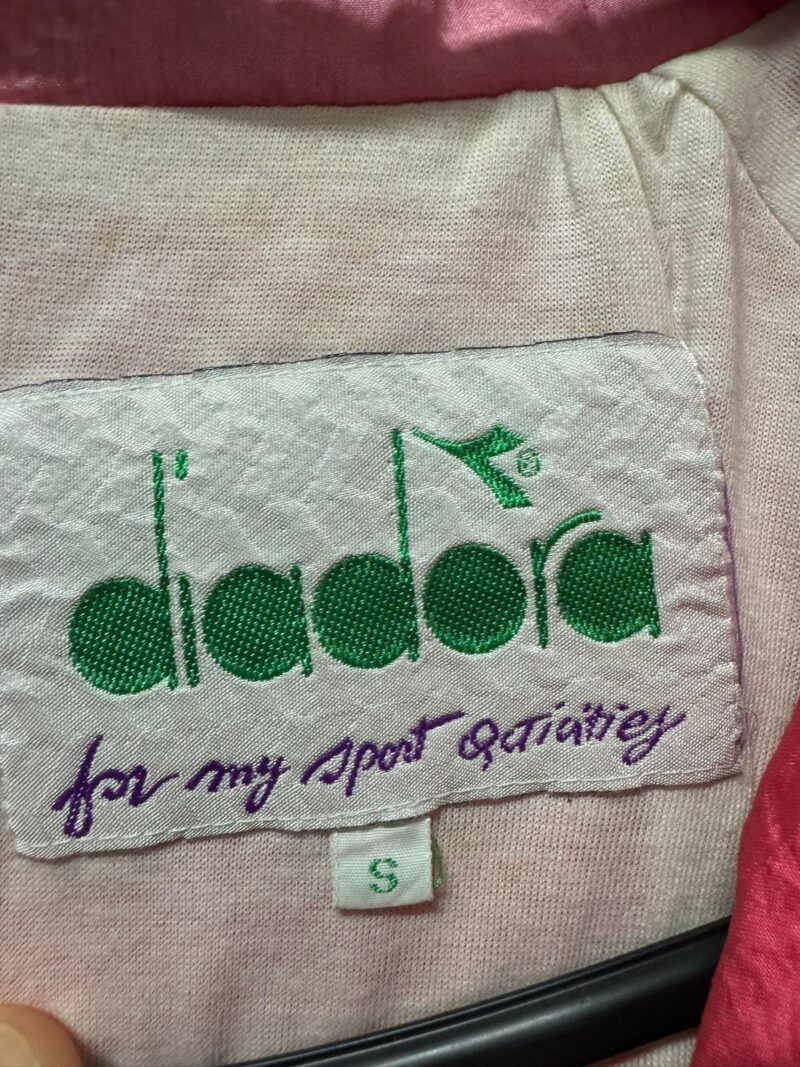 diadora ®
for my sport activities
S